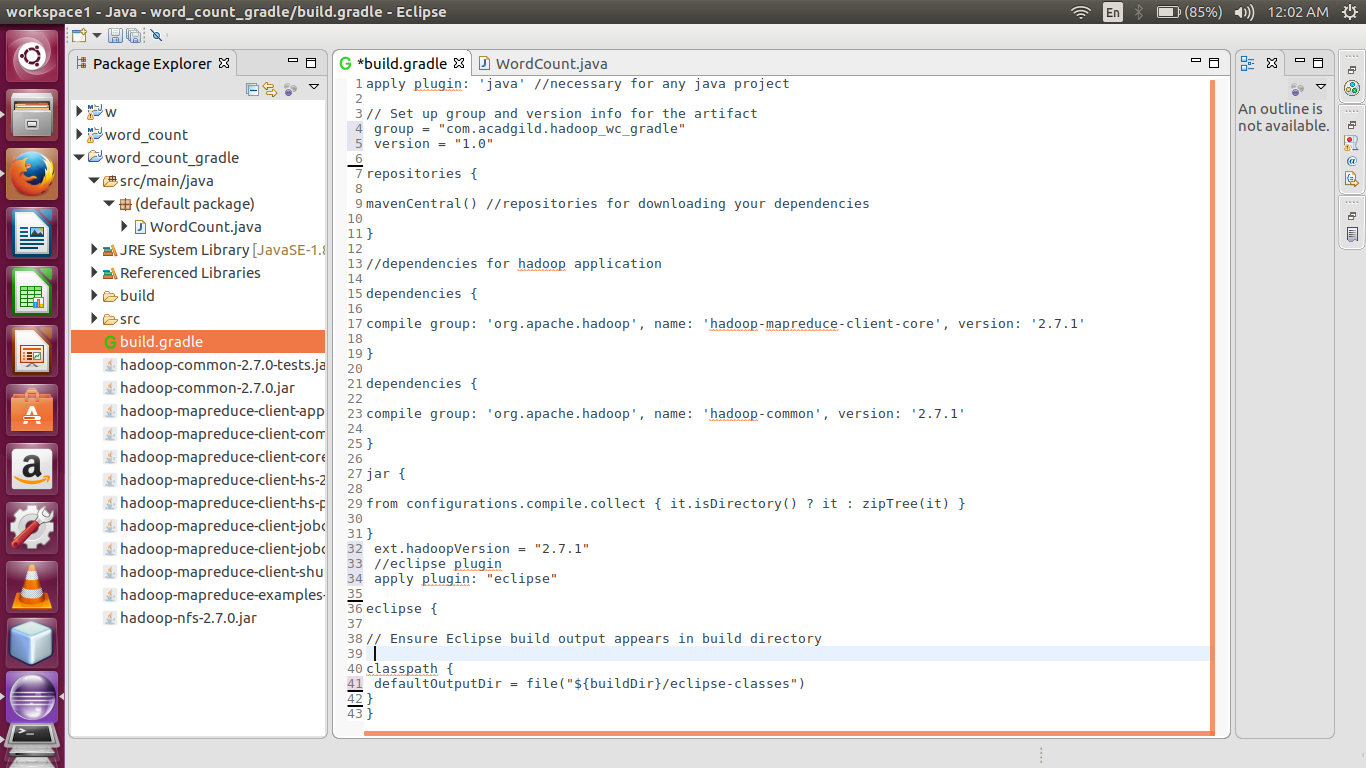 workspace1 - Java - word_count_gradle/build.gradle - Eclipse
En
(85%)
12:02 AM
Package Explorer
w
word_count
word_count_gradle
src/main/java
(default package)
WordCount.java
JRE System Library [JavaSE-1.8
Referenced Libraries
build
src
build.gradle
hadoop-common-2.7.0-tests.ja
hadoop-common-2.7.0.jar
hadoop-mapreduce-client-app
hadoop-mapreduce-client-com
hadoop-mapreduce-client-core
hadoop-mapreduce-client-hs-2
hadoop-mapreduce-client-hs-p
hadoop-mapreduce-client-jobc
hadoop-mapreduce-client-jobc
hadoop-mapreduce-client-shu
hadoop-mapreduce-examples-
hadoop-nfs-2.7.0.jar
*build.gradle
WordCount.java
1 apply plugin: 'java' //necessary for any java project
2
3 // Set up group and version info for the artifact
4 group = "com.acadgild.hadoop_wc_gradle"
5 version = "1.0"
6
7 repositories {
8
9 mavenCentral() //repositories for downloading your dependencies
10
11 }
12
13 //dependencies for hadoop application
14
15 dependencies {
16
17 compile group: 'org.apache.hadoop', name: 'hadoop-mapreduce-client-core', version: '2.7.1'
18
19 }
20
21 dependencies {
22
23 compile group: 'org.apache.hadoop', name: 'hadoop-common', version: '2.7.1'
24
25 }
26
27 jar {
28
29 from configurations.compile.collect { it.isDirectory() ? it : zipTree(it) }
30
31 }
32 ext.hadoopVersion = "2.7.1"
33 //eclipse plugin
34 apply plugin: "eclipse"
35
36 eclipse {
37
38 // Ensure Eclipse build output appears in build directory
39
40 classpath {
41 defaultOutputDir = file("${buildDir}/eclipse-classes")
42 }
43 }
An outline is
not available.